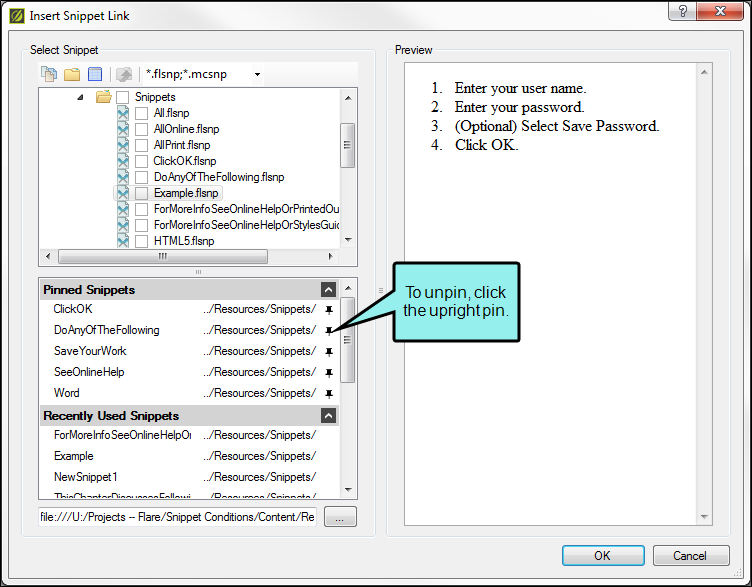 Insert Snippet Link
?
Select Snippet
*.flsnp;*.mcsnp
Snippets
All.flsnp
AllOnline.flsnp
AllPrint.flsnp
ClickOK.flsnp
DoAnyOfTheFollowing.flsnp
Example.flsnp
ForMoreInfoSeeOnlineHelpOrPrintedOu
ForMoreInfoSeeOnlineHelpOrStylesGuid
HTML5.flsnp
Pinned Snippets
ClickOK ../Resources/Snippets/
DoAnyOfTheFollowing ../Resources/Snippets/
SaveYourWork ../Resources/Snippets/
SeeOnlineHelp ../Resources/Snippets/
Word ../Resources/Snippets/
Recently Used Snippets
ForMoreInfoSeeOnlineHelpOr ../Resources/Snippets/
Example ../Resources/Snippets/
NewSnippet1 ../Resources/Snippets/
ThisChapterDiscussesFollowi ../Resources/Snippets/
file:///U:/Projects -- Flare/Snippet Conditions/Content/Re
...
Preview
1. Enter your user name.
2. Enter your password.
3. (Optional) Select Save Password.
4. Click OK.
To unpin, click
the upright pin.
OK
Cancel